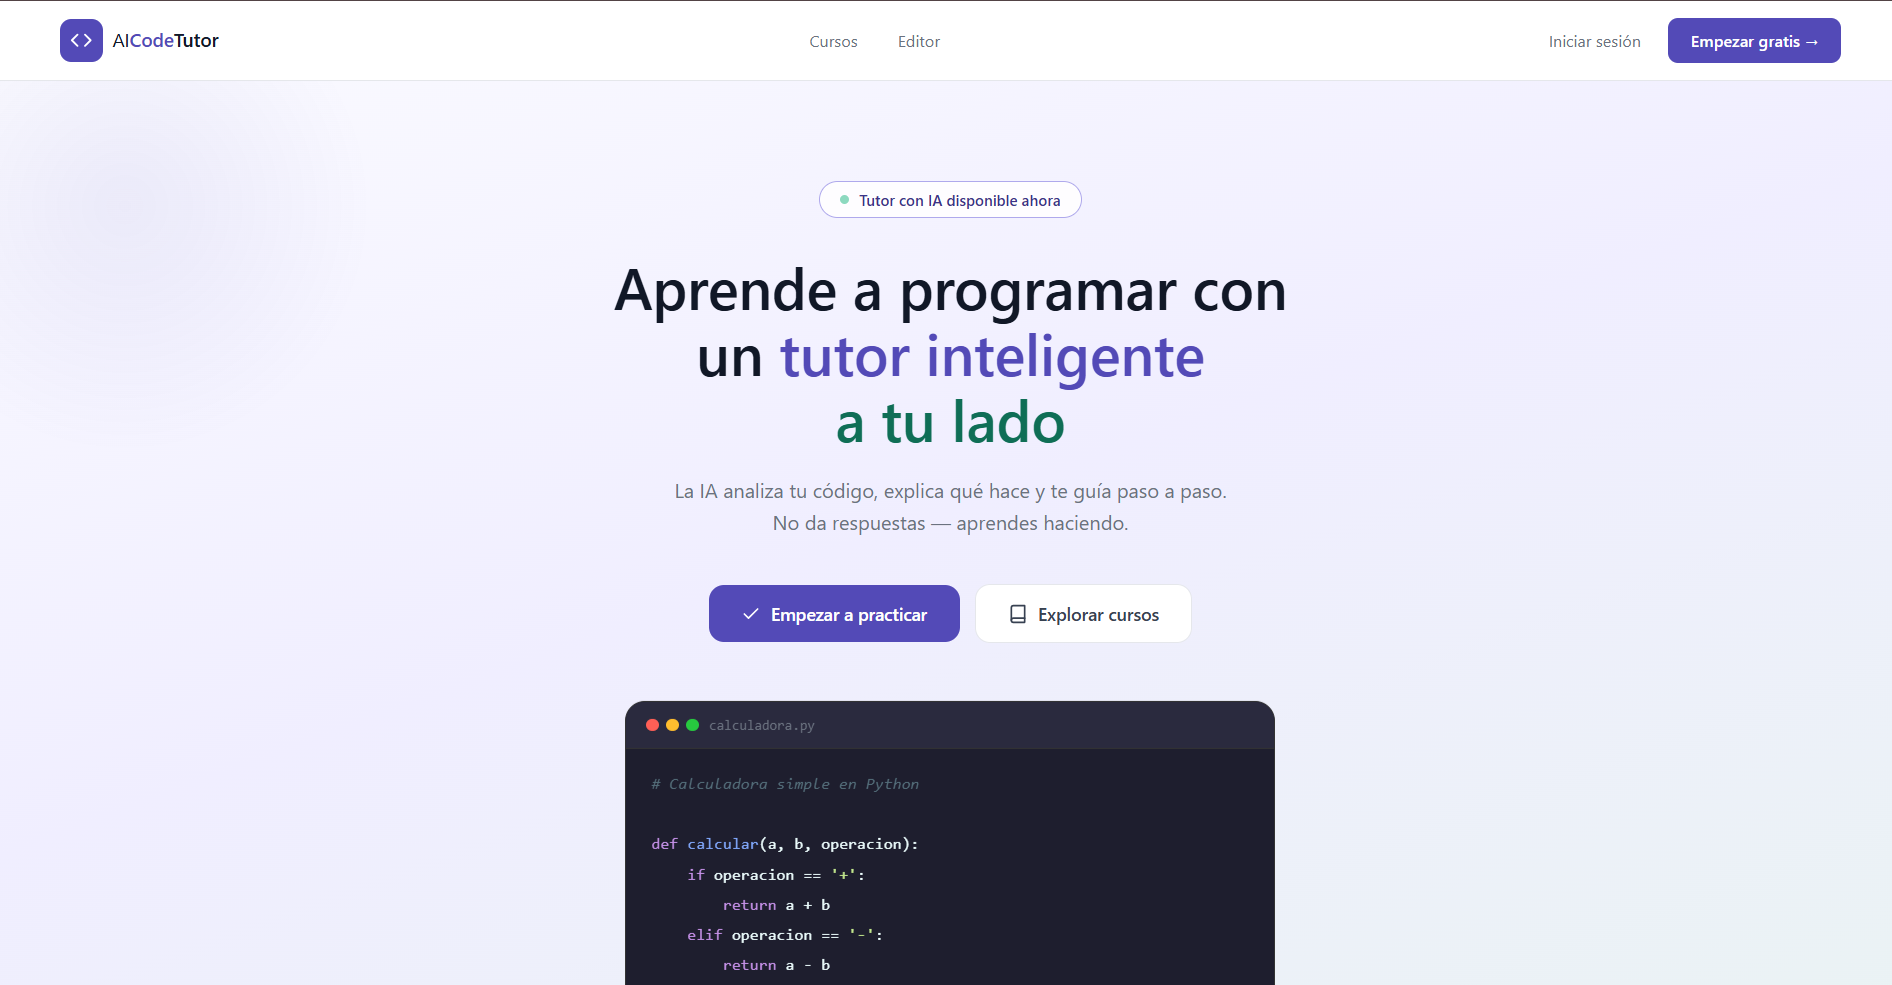 AICodeTutor
Cursos
Editor
Iniciar sesión
Empezar gratis →
Tutor con IA disponible ahora
Aprende a programar con
un tutor inteligente
a tu lado
La IA analiza tu código, explica qué hace y te guía paso a paso.
No da respuestas — aprendes haciendo.
Empezar a practicar
Explorar cursos
calculadora.py
# Calculadora simple en Python
def calcular(a, b, operacion):
    if operacion == '+':
        return a + b
    elif operacion == '-':
        return a - b